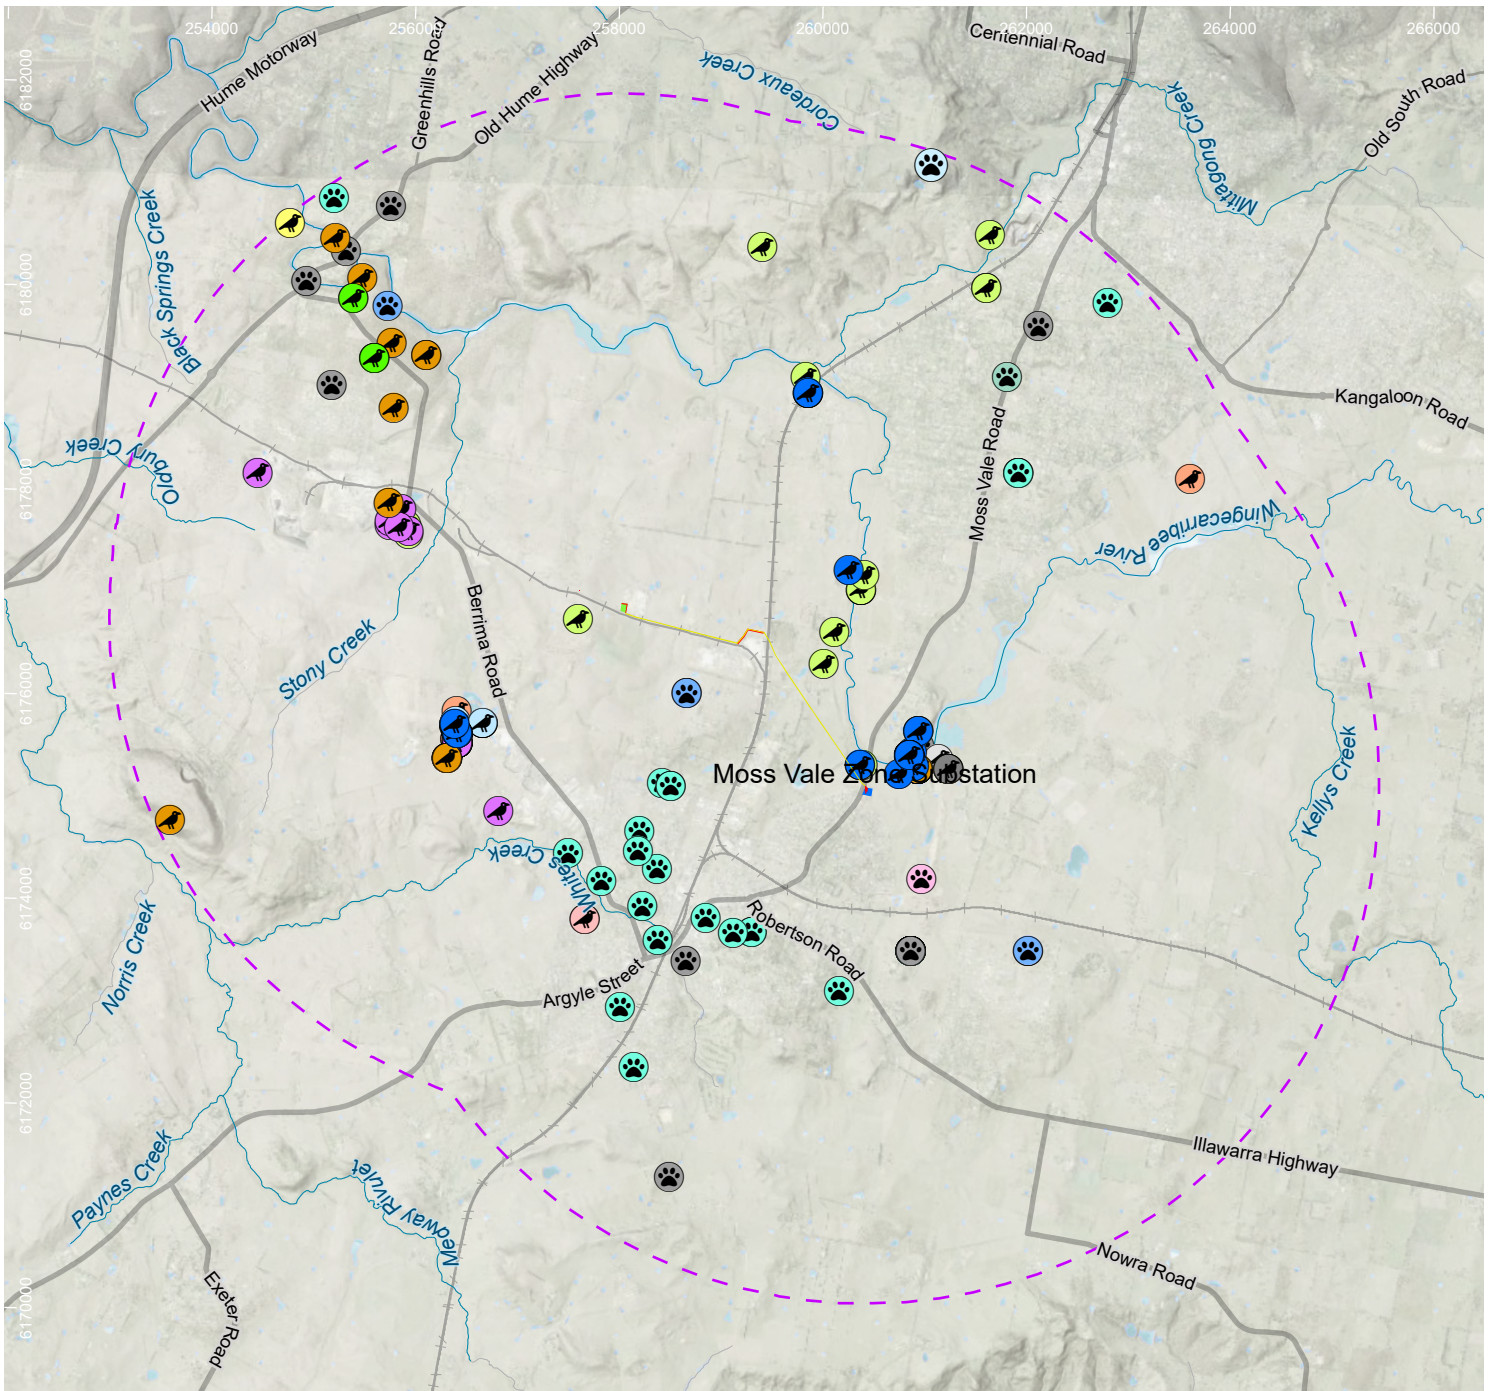 254000
256000
258000
260000
262000
264000
266000
Centennial Road
Hume Motorway
Greenhills Road
Old Hume Highway
Cordeaux Creek
6182000
Mittagong Creek
Old South Road
Black Springs Creek
6180000
Kangaloon Road
Oldbury Creek
6178000
Moss Vale Road
Wingecarribee River
Berrima Road
Stony Creek
6176000
Moss Vale Zone Substation
Kellys Creek
Whites Creek
6174000
Norris Creek
Robertson Road
Argyle Street
6172000
Paynes Creek
Medway Rivulet
Illawarra Highway
Nowra Road
6170000
Exeter Road